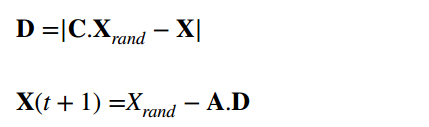 D =|C.X_rand − X|
X(t + 1) =X_rand − A.D